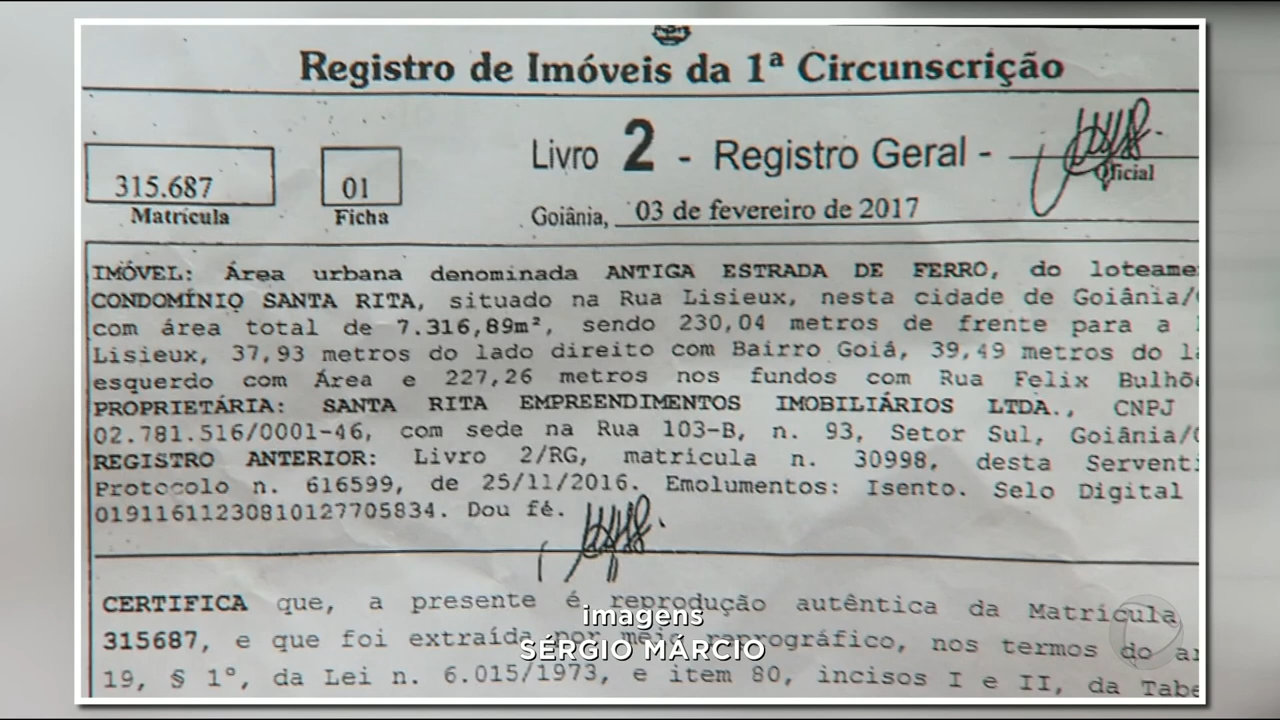 Registro de Imóveis da 1ª Circunscrição
Livro 2 - Registro Geral -
Oficial
315.687
01
Matrícula
Ficha
Goiânia, 03 de fevereiro de 2017
IMÓVEL: Área urbana denominada ANTIGA ESTRADA DE FERRO, do loteame
CONDOMÍNIO SANTA RITA, situado na Rua Lisieux, nesta cidade de Goiânia/
com área total de 7.316,89m², sendo 230,04 metros de frente para a
Lisieux, 37,93 metros do lado direito com Bairro Goiá, 39,49 metros do
esquerdo com Área e 227,26 metros nos fundos com Rua Felix Bulhõ
PROPRIETÁRIA: SANTA RITA EMPREENDIMENTOS IMOBILIÁRIOS LTDA., CNPJ
02.781.516/0001-46, com sede na Rua 103-B, n. 93, Setor Sul, Goiânia/
REGISTRO ANTERIOR: Livro 2/RG, matrícula n. 30998, desta Serventi
Protocolo n. 616599, de 25/11/2016. Emolumentos: Isento. Selo Digital
01911611230810127705834. Dou fé.
CERTIFICA que, a presente é reprodução autêntica da Matrícula
315687, e que foi extraída por meio reprográfico, nos termos do
19, § 1º, da Lei n. 6.015/1973, e item 80, incisos I e II, da Tabe
imagens
SÉRGIO MÁRCIO